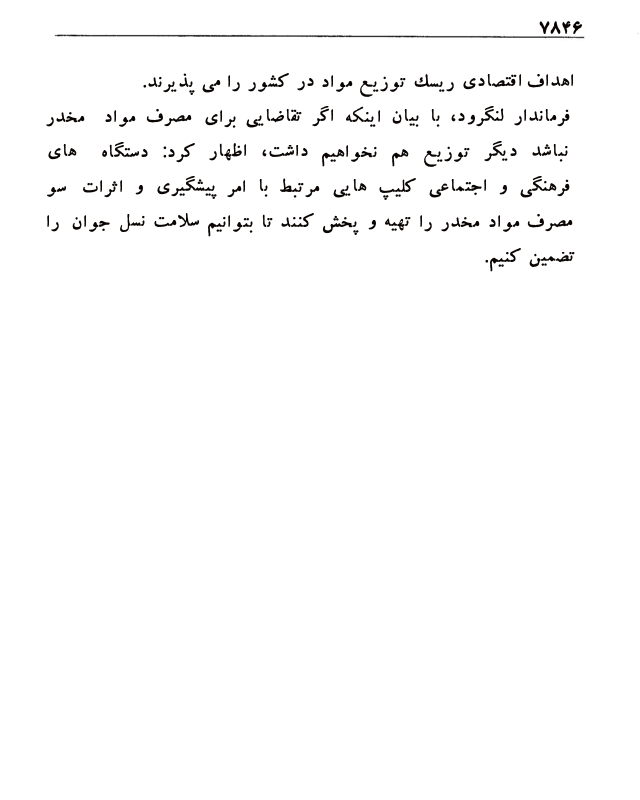 ۷۸۴۶
اهداف اقتصادی ریسك توزیع مواد در کشور را می پذیرند.
فرماندار لنگرود، با بیان اینکه اگر تقاضایی برای مصرف مواد مخدر
نباشد دیگر توزیع هم نخواهیم داشت، اظهار کرد: دستگاه های
فرهنگی و اجتماعی کلیپ هایی مرتبط با امر پیشگیری و اثرات سو
مصرف مواد مخدر را تهیه و پخش کنند تا بتوانیم سلامت نسل جوان را
تضمین کنیم.